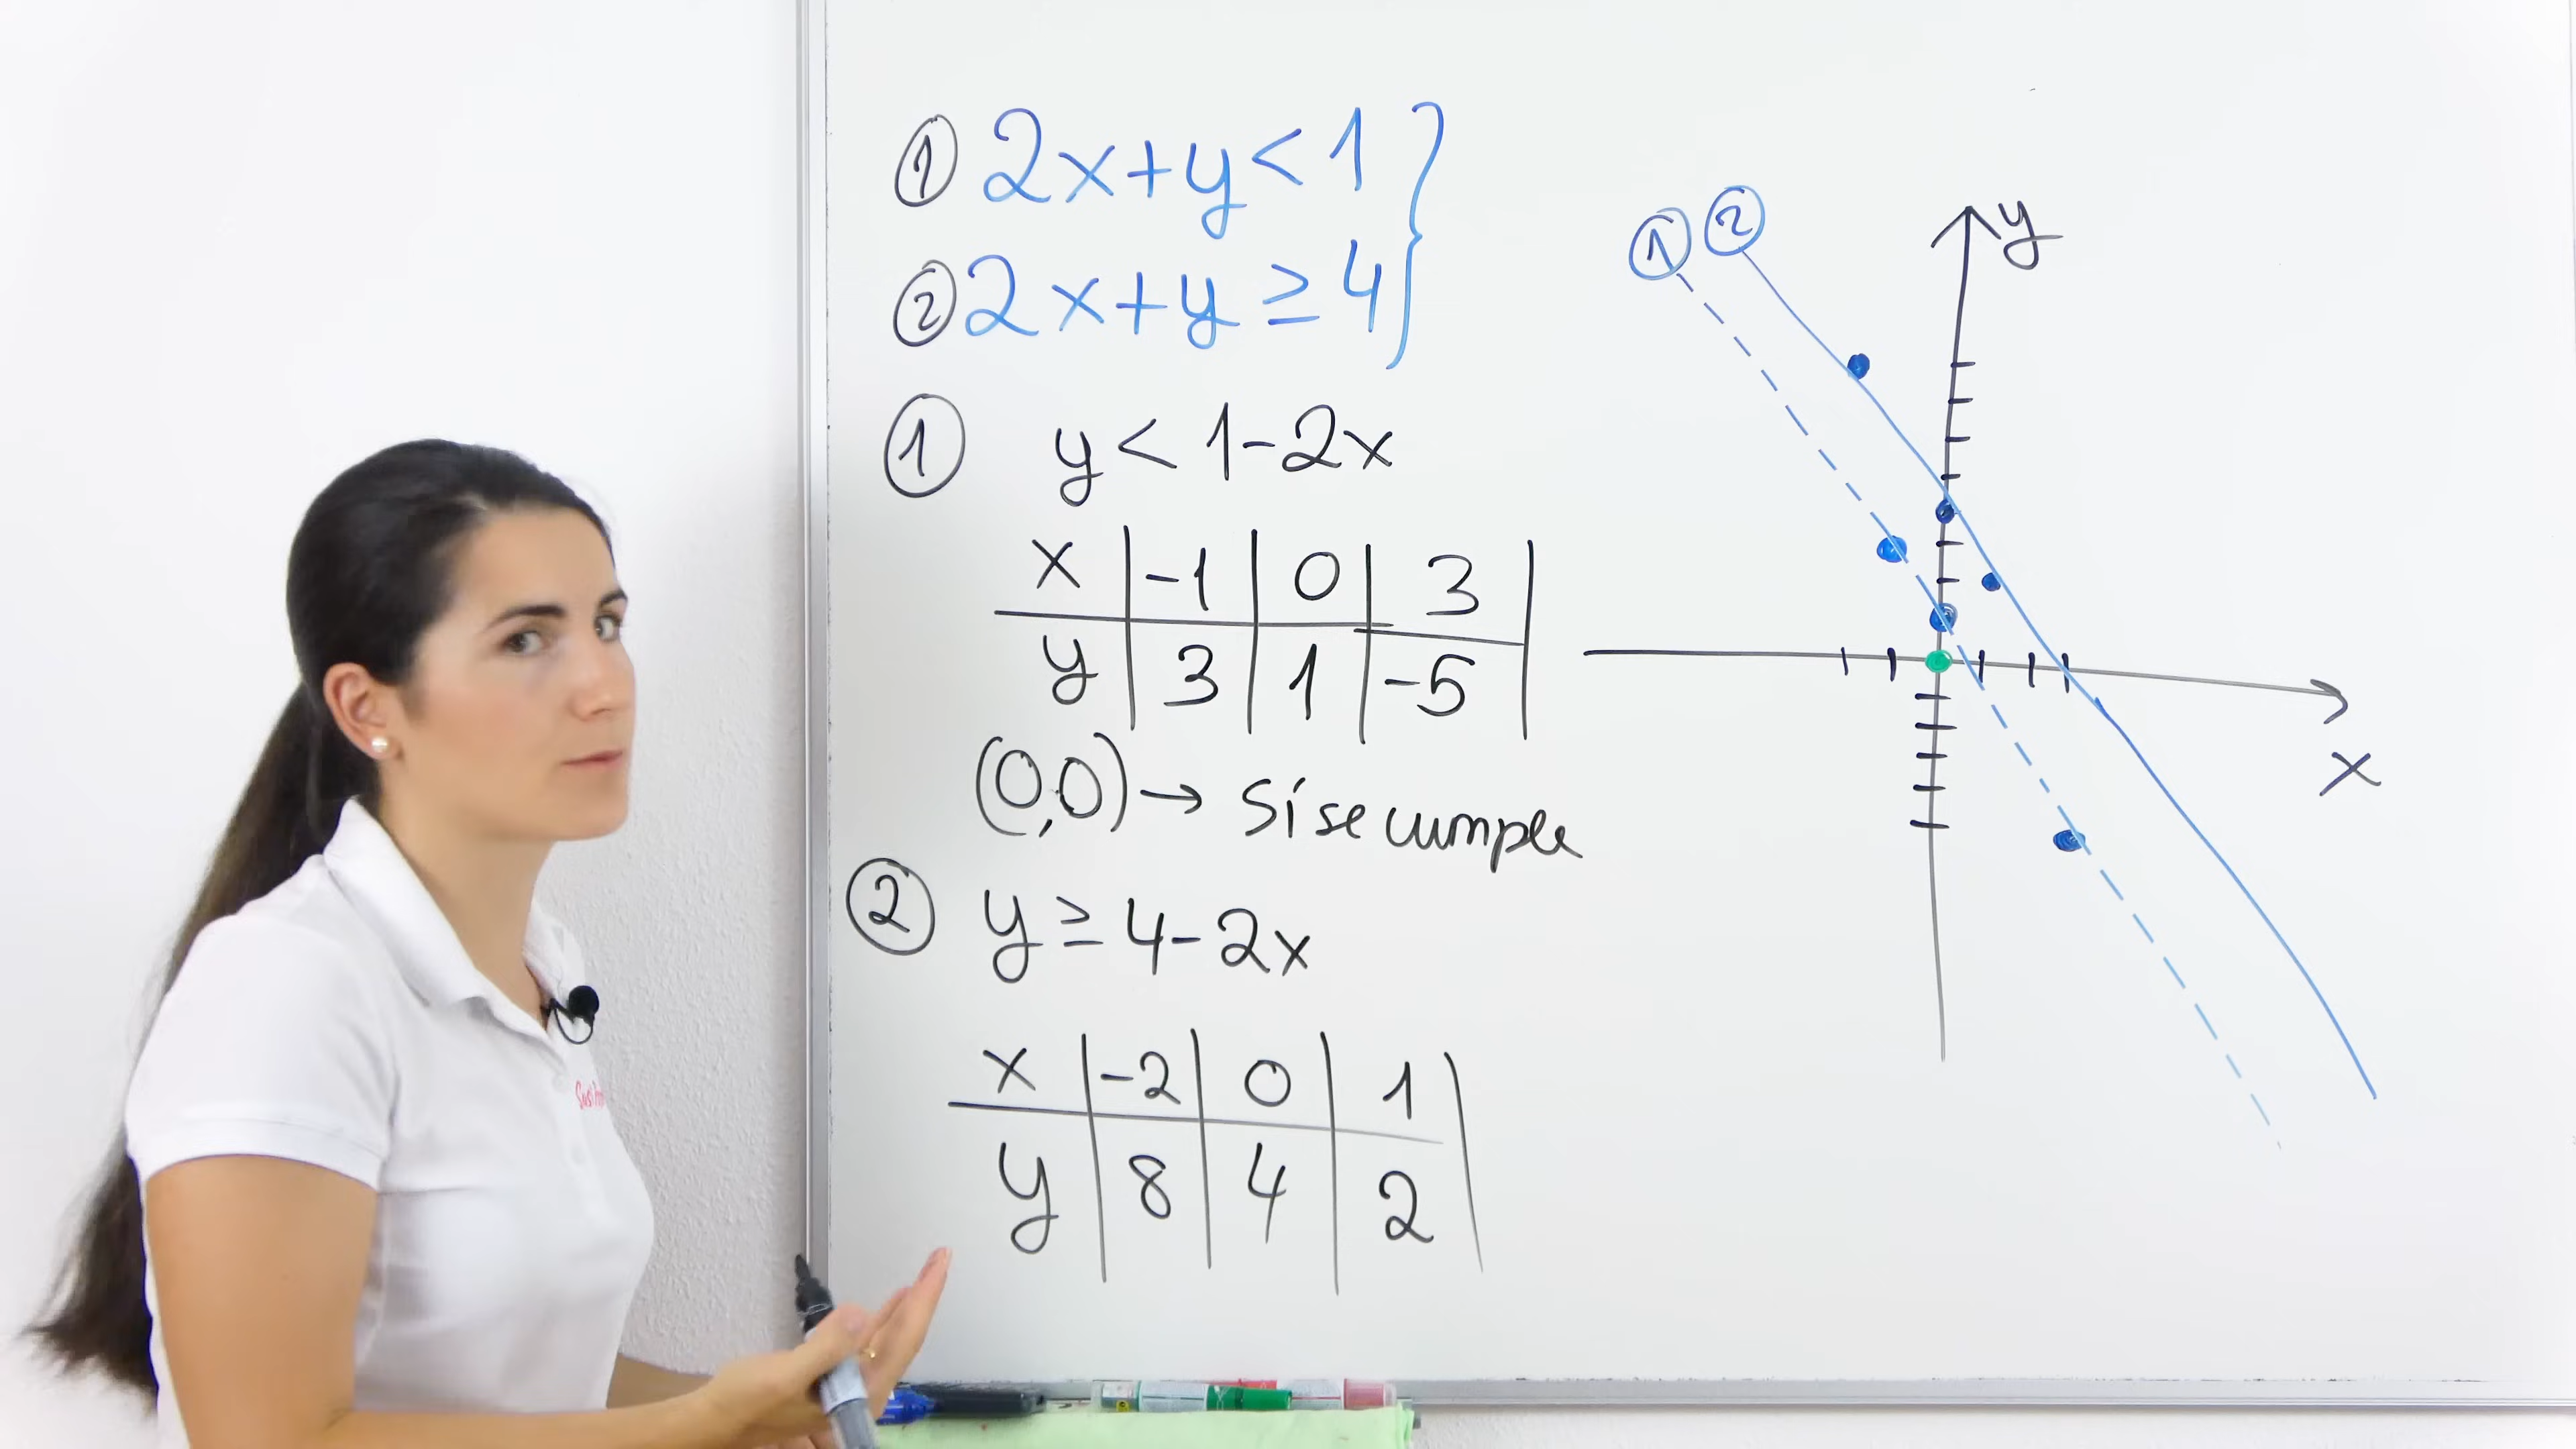 ① 2x+y<1
② 2x+y≥4
① y<1-2x
x | -1 | 0 | 3
y | 3 | 1 | -5
(0,0)→ Sí se cumple
② y≥4-2x
x | -2 | 0 | 1
y | 8 | 4 | 2
① ②
y
x